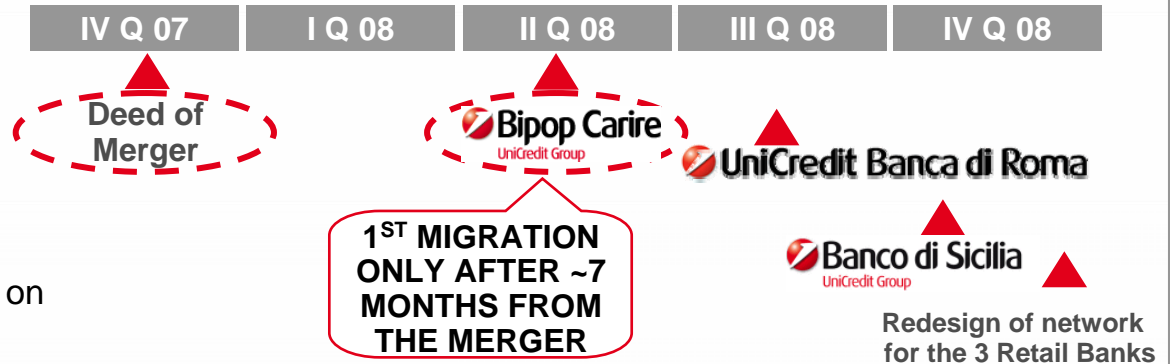 IV Q 07 I Q 08 II Q 08 III Q 08 IV Q 08
Deed of
Merger
Bipop Carire
UniCredit Group
UniCredit Banca di Roma
1ST MIGRATION
ONLY AFTER ~7
MONTHS FROM
THE MERGER
Banco di Sicilia
UniCredit Group
on
Redesign of network
for the 3 Retail Banks